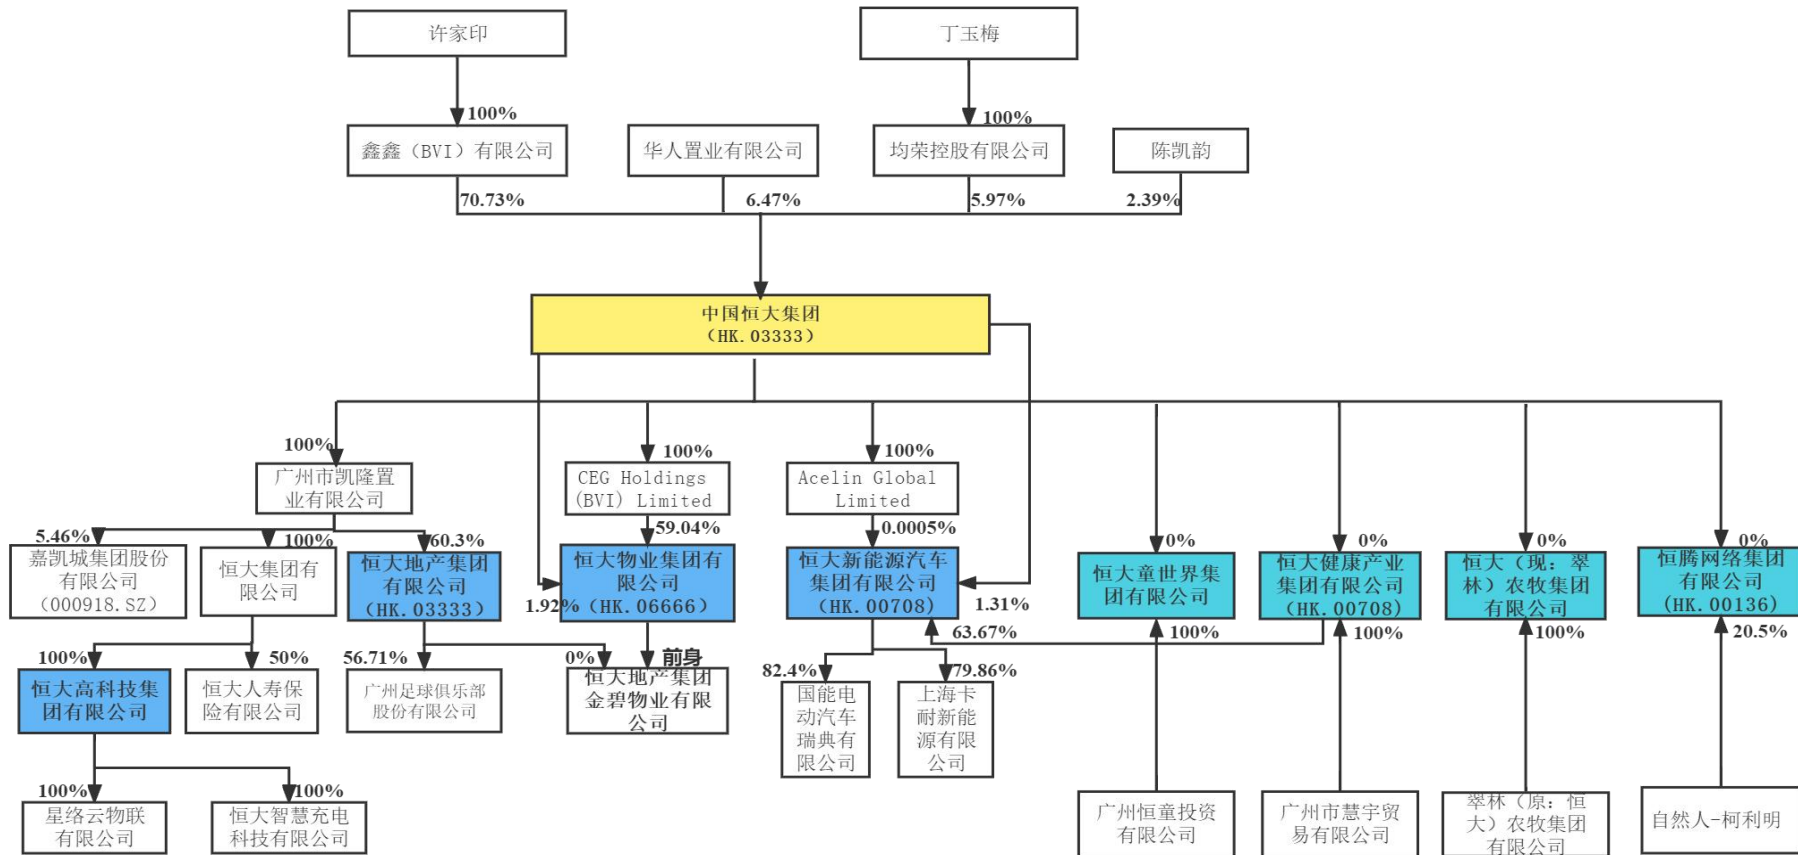 许家印
丁玉梅
100%
100%
鑫鑫（BVI）有限公司
华人置业有限公司
均荣控股有限公司
陈凯韵
70.73%
6.47%
5.97%
2.39%
中国恒大集团
（HK.03333）
100%
100%
100%
广州市凯隆置
业有限公司
CEG Holdings
(BVI) Limited
Acelin Global
Limited
5.46%
100%
60.3%
59.04%
0.0005%
0%
0%
0%
0%
嘉凯城集团股份
有限公司
（000918.SZ）
恒大集团有
限公司
恒大地产集团
有限公司
（HK.03333）
1.92%
恒大物业集团有
限公司
（HK.06666）
恒大新能源汽车
集团有限公司
（HK.00708）
1.31%
恒大童世界集
团有限公司
恒大健康产业
集团有限公司
（HK.00708）
恒大（现：翠
林）农牧集团
有限公司
恒腾网络集团
有限公司
(HK.00136)
63.67%
100%
100%
100%
20.5%
100%
50%
56.71%
0%
前身
82.4%
79.86%
恒大高科技集
团有限公司
恒大人寿保
险有限公司
广州足球俱乐部
股份有限公司
恒大地产集团
金碧物业有限
公司
国能电
动汽车
瑞典有
限公司
上海卡
耐新能
源有限
公司
100%
100%
星络云物联
有限公司
恒大智慧充电
科技有限公司
广州恒童投资
有限公司
广州市慧宇贸
易有限公司
翠林（原：恒
大）农牧集团
有限公司
自然人-柯利明